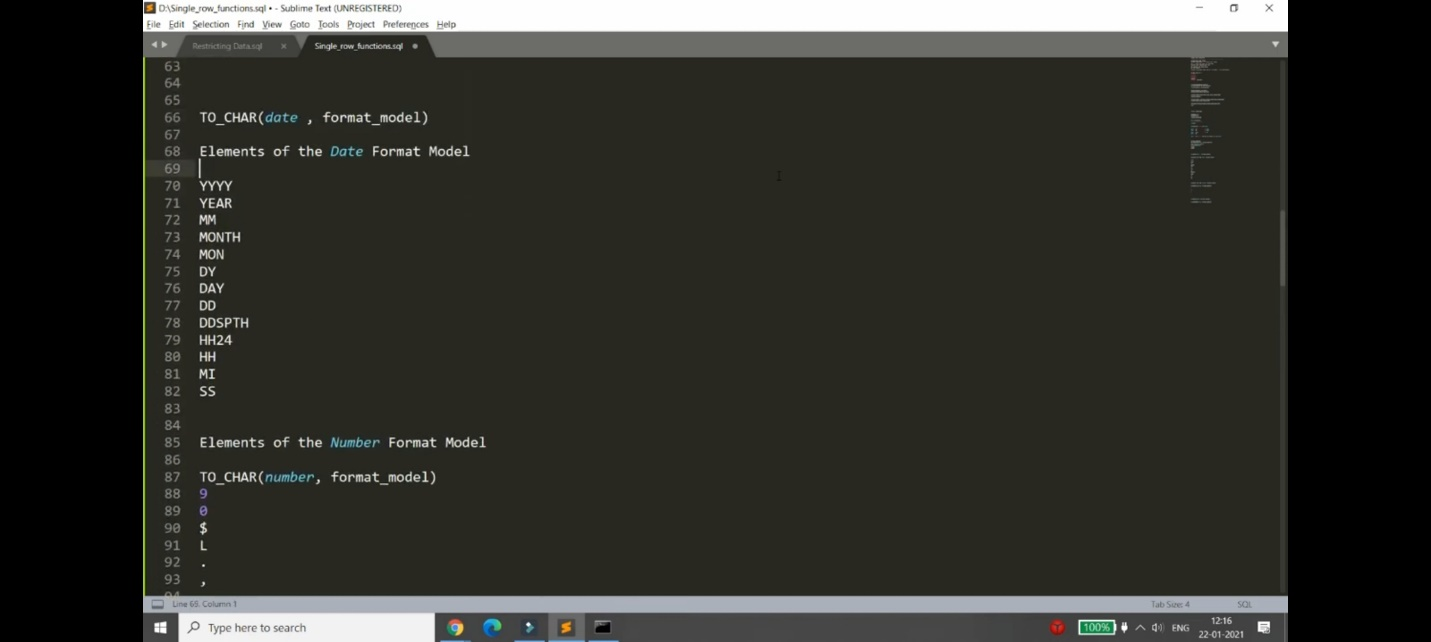 D:\Single_row_functions.sql • - Sublime Text (UNREGISTERED)
File Edit Selection Find View Goto Tools Project Preferences Help
Restricting Data.sql Single_row_functions.sql
63
64
65
66 TO_CHAR(date , format_model)
67
68 Elements of the Date Format Model
69
70 YYYY
71 YEAR
72 MM
73 MONTH
74 MON
75 DY
76 DAY
77 DD
78 DDSPTH
79 HH24
80 HH
81 MI
82 SS
83
84
85 Elements of the Number Format Model
86
87 TO_CHAR(number, format_model)
88 9
89 0
90 $
91 L
92 .
93 ,
94
Line 69, Column 1 Tab Size: 4 SQL
Type here to search 100% ENG 12:16
22-01-2021